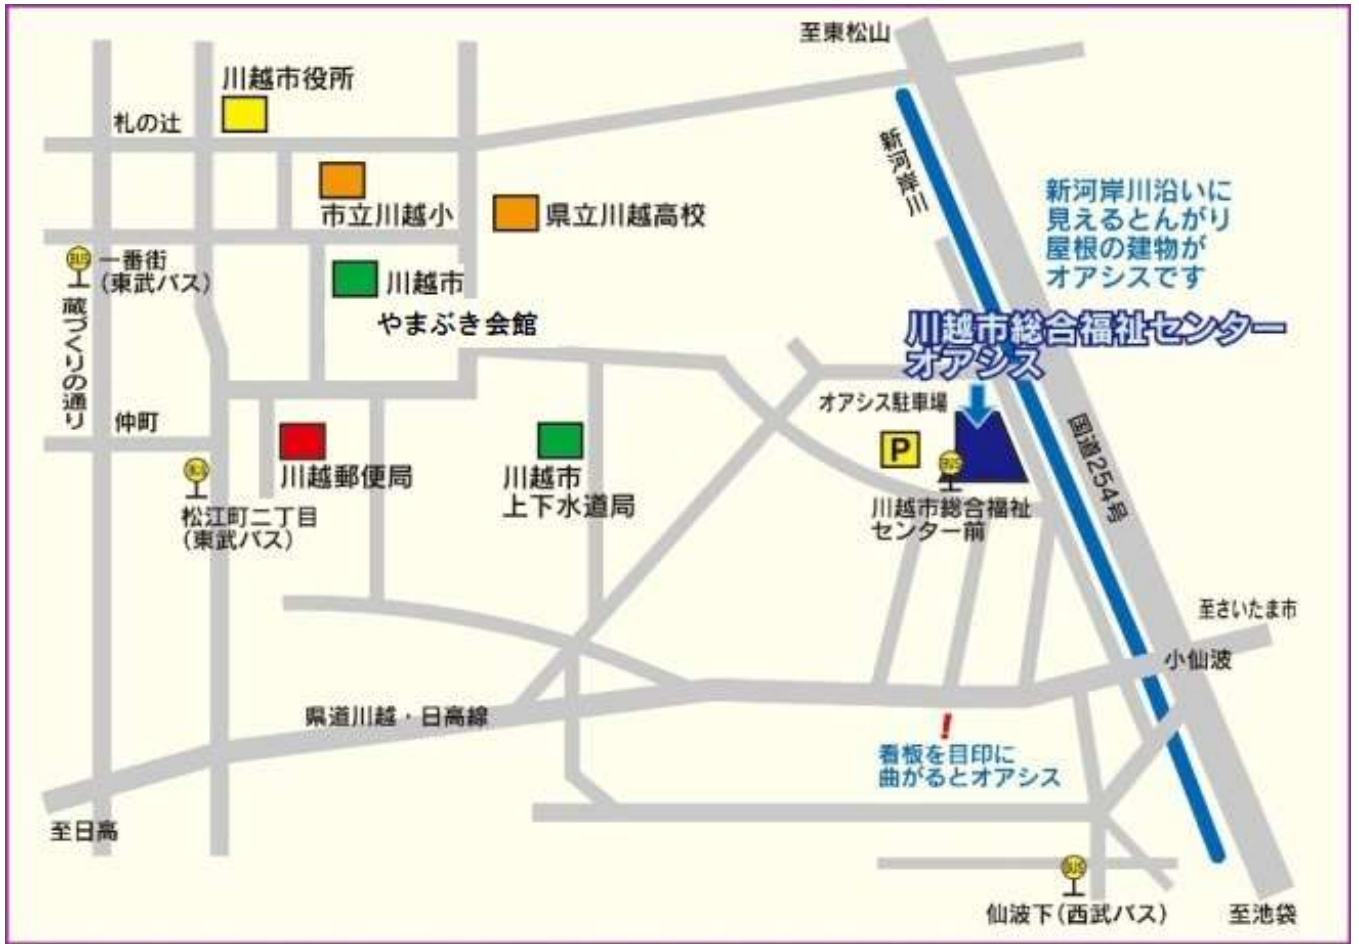 至東松山
川越市役所
札の辻
新河岸川
市立川越小
県立川越高校
新河岸川沿いに
見えるとんがり
屋根の建物が
オアシスです
BUS
一番街
(東武バス)
川越市
やまぶき会館
蔵づくりの通り
川越市総合福祉センター
オアシス
オアシス駐車場
仲町
P
BUS
国道254号
BUS
川越郵便局
川越市
上下水道局
川越市総合福祉
センター前
松江町二丁目
(東武バス)
至さいたま市
小仙波
県道川越・日高線
!
看板を目印に
曲がるとオアシス
至日高
BUS
仙波下(西武バス)
至池袋